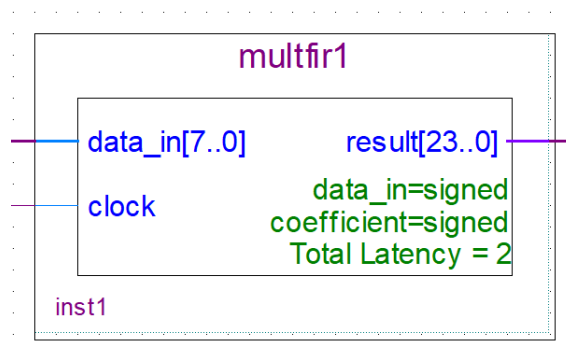 multfir1
data_in[7..0] result[23..0]
clock
data_in=signed
coefficient=signed
Total Latency = 2
inst1